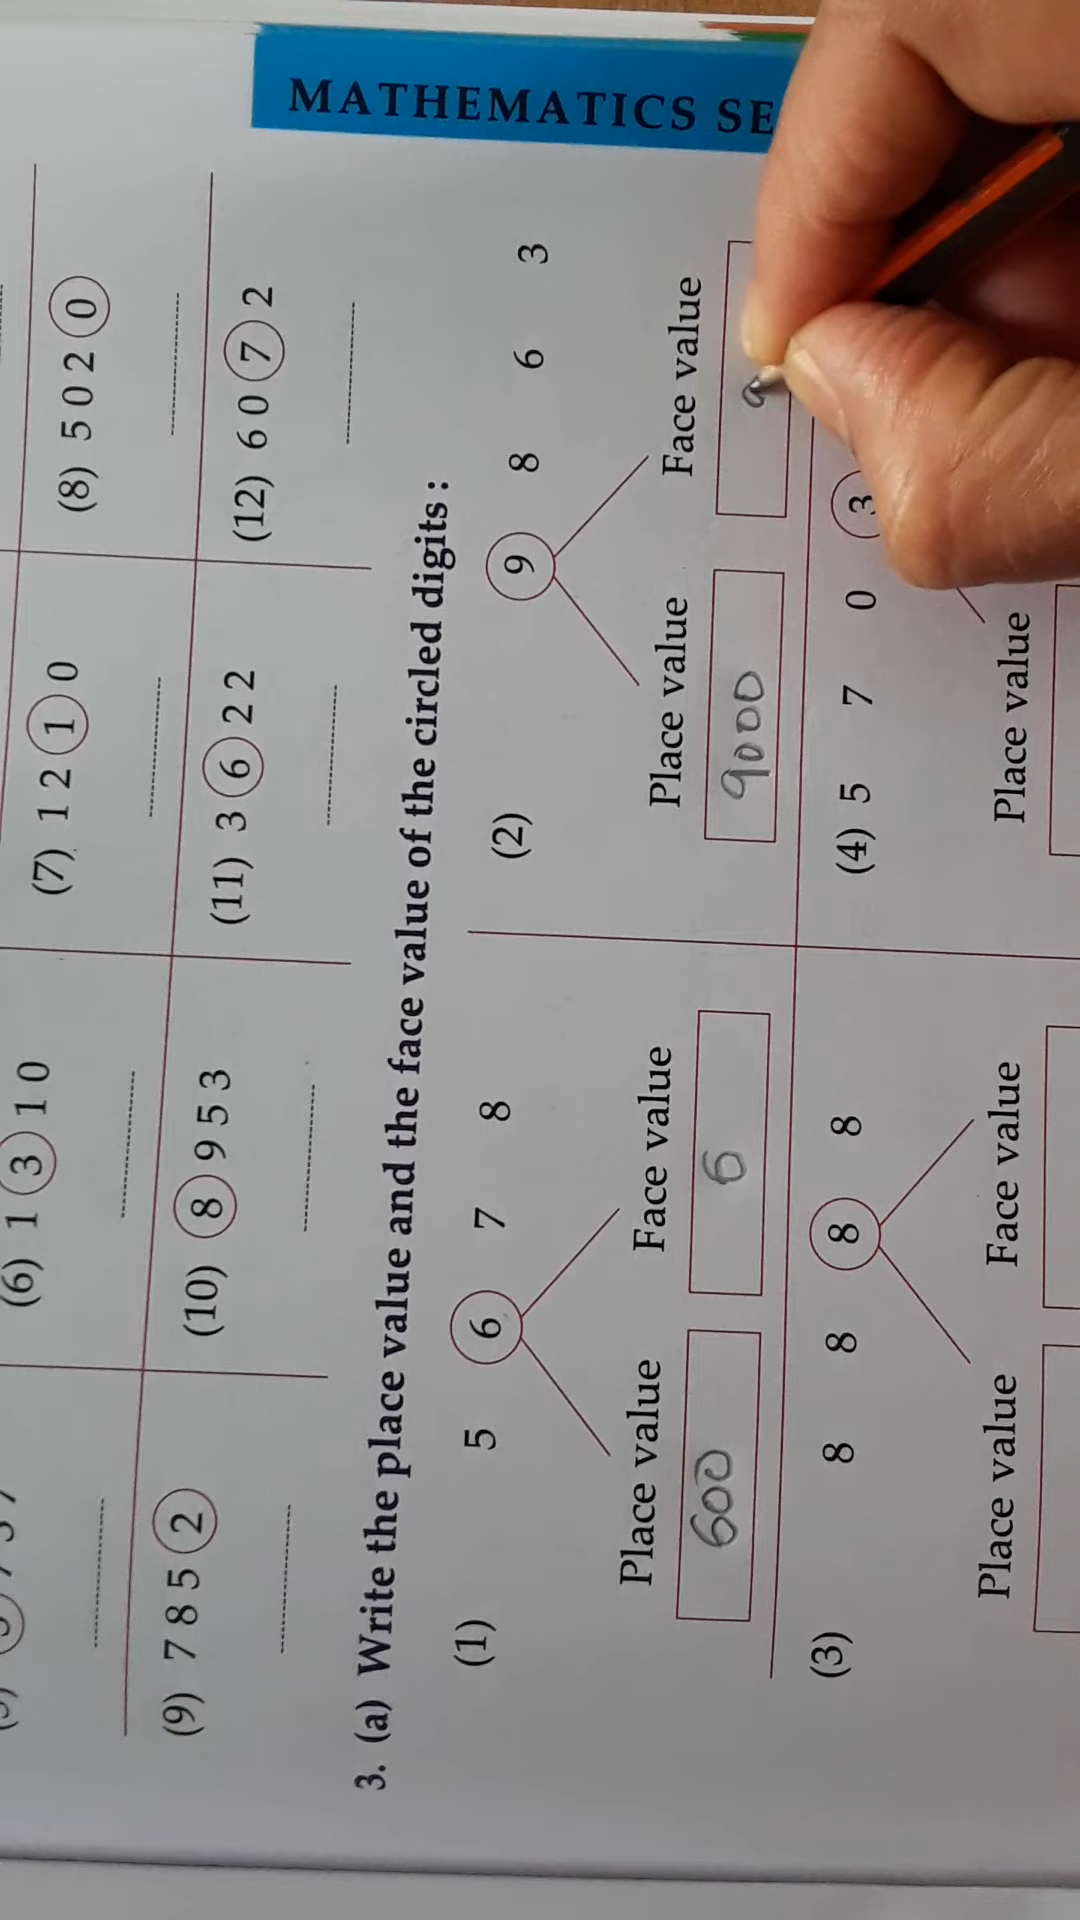 MATHEMATICS SE
(6) 1 3 1 0 (7) 1 2 1 0 (8) 5 0 2 0
(9) 7 8 5 2 (10) 8 9 5 3 (11) 3 6 2 2 (12) 6 0 7 2
3. (a) Write the place value and the face value of the circled digits :
(1) 5 6 7 8 (2) 9 8 6 3
Place value Face value Place value Face value
600 6 9000
(3) 8 8 8 8 (4) 5 7 0 3
Place value Face value Place value